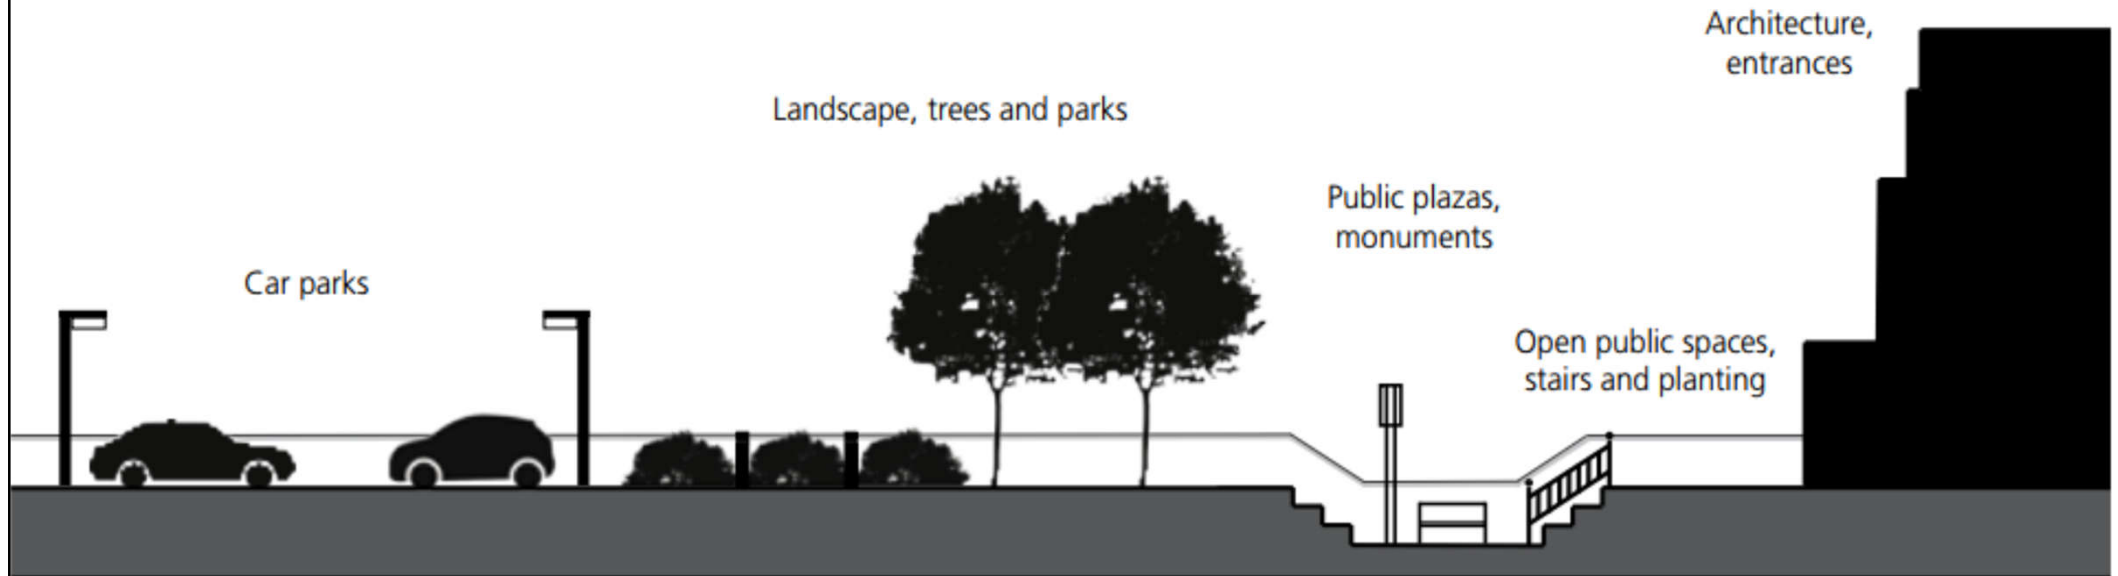 Architecture,
entrances
Landscape, trees and parks
Public plazas,
monuments
Car parks
Open public spaces,
stairs and planting